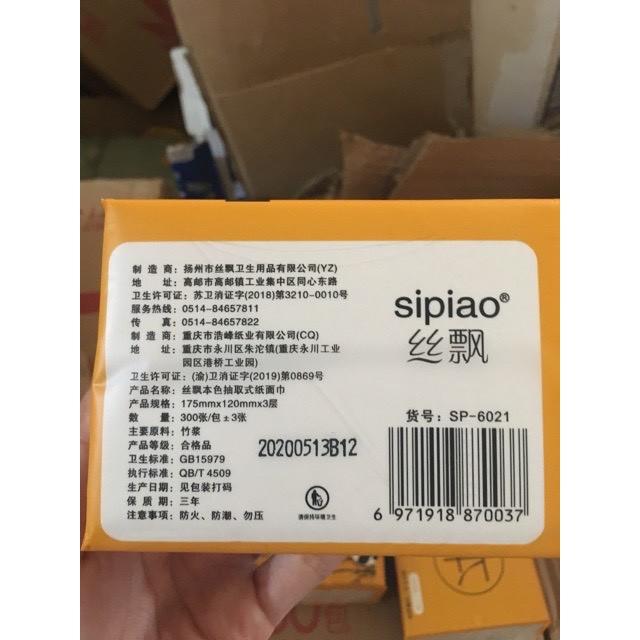 制造商：扬州市丝飘卫生用品有限公司(YZ)
地址：高邮市高邮镇工业集中区同心东路
卫生许可证：苏卫消证字(2018)第3210-0010号
服务热线：0514-84657811
传真：0514-84657822
制造商：重庆市浩峰纸业有限公司(CQ)
地址：重庆市永川区朱沱镇(重庆永川工业
园区港桥工业园)
卫生许可证：(渝)卫消证字(2019)第0869号
产品名称：丝飘本色抽取式纸面巾
产品规格：175mmx120mmx3层
数量：300张/包±3张
主要原料：竹浆
产品等级：合格品
卫生标准：GB15979
执行标准：QB/T 4509
生产日期：见包装打码
保质期：三年
注意事项：防火、防潮、勿压
20200513B12
请保持环境卫生
sipiao®
丝飘
货号：SP-6021
6 971918 870037